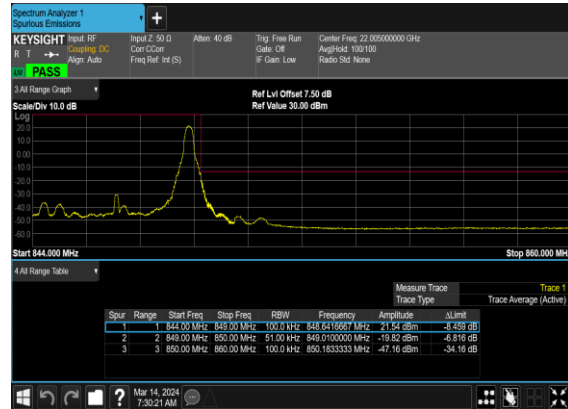 Spectrum Analyzer 1
Spurious Emissions
+
KEYSIGHT Input: RF Input Z: 50 Ω Atten: 40 dB Trig: Free Run Center Freq: 22.005000000 GHz
R T Coupling: DC Corr CCorr Gate: Off Avg|Hold: 100/100
Align: Auto Freq Ref: Int (S) IF Gain: Low Radio Std: None
PASS
3 All Range Graph
Ref Lvl Offset 7.50 dB
Scale/Div 10.0 dB Ref Value 30.00 dBm
Log
20.0
10.0
0.00
-10.0
-20.0
-30.0
-40.0
-50.0
-60.0
Start 844.000 MHz Stop 860.000 MHz
4 All Range Table
Measure Trace Trace 1
Trace Type Trace Average (Active)
Spur Range Start Freq Stop Freq RBW Frequency Amplitude ΔLimit
1 1 844.00 MHz 849.00 MHz 100.0 kHz 848.6416667 MHz 21.54 dBm -8.459 dB
2 2 849.00 MHz 850.00 MHz 51.00 kHz 849.0100000 MHz -19.82 dBm -6.816 dB
3 3 850.00 MHz 860.00 MHz 100.0 kHz 850.1833333 MHz -47.16 dBm -34.16 dB
? Mar 14, 2024
7:30:21 AM